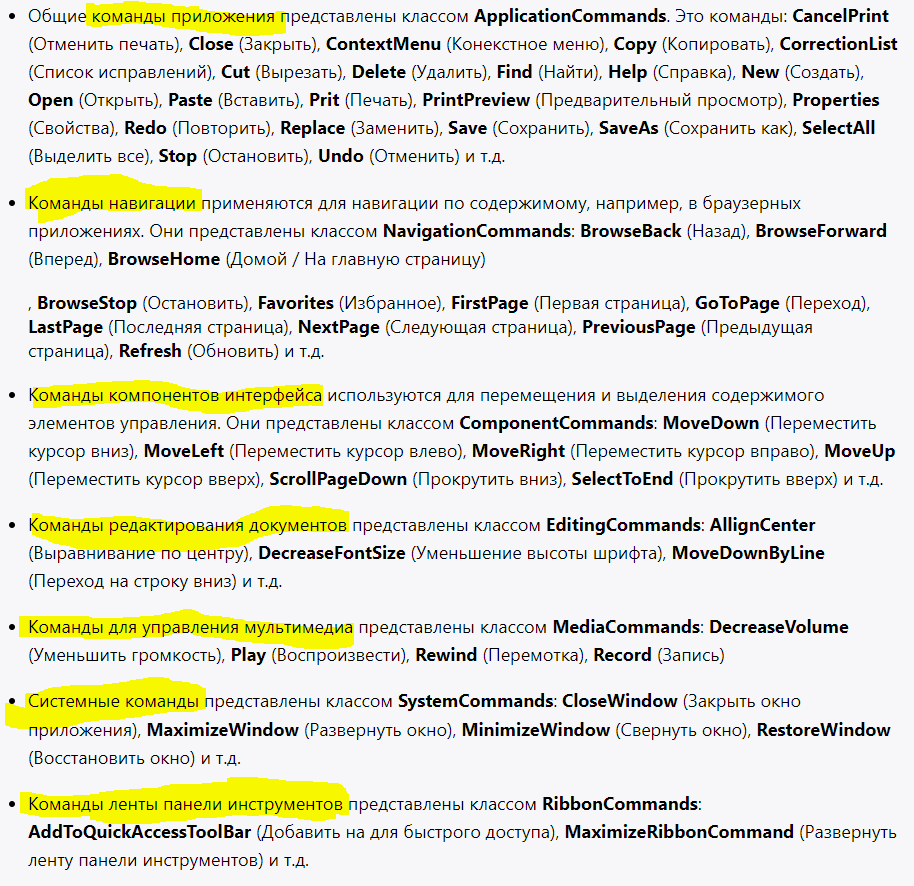 • Общие команды приложения представлены классом ApplicationCommands. Это команды: CancelPrint
(Отменить печать), Close (Закрыть), ContextMenu (Конекстное меню), Copy (Копировать), CorrectionList
(Список исправлений), Cut (Вырезать), Delete (Удалить), Find (Найти), Help (Справка), New (Создать),
Open (Открыть), Paste (Вставить), Prit (Печать), PrintPreview (Предварительный просмотр), Properties
(Свойства), Redo (Повторить), Replace (Заменить), Save (Сохранить), SaveAs (Сохранить как), SelectAll
(Выделить все), Stop (Остановить), Undo (Отменить) и т.д.
• Команды навигации применяются для навигации по содержимому, например, в браузерных
приложениях. Они представлены классом NavigationCommands: BrowseBack (Назад), BrowseForward
(Вперед), BrowseHome (Домой / На главную страницу)
, BrowseStop (Остановить), Favorites (Избранное), FirstPage (Первая страница), GoToPage (Переход),
LastPage (Последняя страница), NextPage (Следующая страница), PreviousPage (Предыдущая
страница), Refresh (Обновить) и т.д.
• Команды компонентов интерфейса используются для перемещения и выделения содержимого
элементов управления. Они представлены классом ComponentCommands: MoveDown (Переместить
курсор вниз), MoveLeft (Переместить курсор влево), MoveRight (Переместить курсор вправо), MoveUp
(Переместить курсор вверх), ScrollPageDown (Прокрутить вниз), SelectToEnd (Прокрутить вверх) и т.д.
• Команды редактирования документов представлены классом EditingCommands: AllignCenter
(Выравнивание по центру), DecreaseFontSize (Уменьшение высоты шрифта), MoveDownByLine
(Переход на строку вниз) и т.д.
• Команды для управления мультимедиа представлены классом MediaCommands: DecreaseVolume
(Уменьшить громкость), Play (Воспроизвести), Rewind (Перемотка), Record (Запись)
• Системные команды представлены классом SystemCommands: CloseWindow (Закрыть окно
приложения), MaximizeWindow (Развернуть окно), MinimizeWindow (Свернуть окно), RestoreWindow
(Восстановить окно) и т.д.
• Команды ленты панели инструментов представлены классом RibbonCommands:
AddToQuickAccessToolBar (Добавить на для быстрого доступа), MaximizeRibbonCommand (Развернуть
ленту панели инструментов) и т.д.